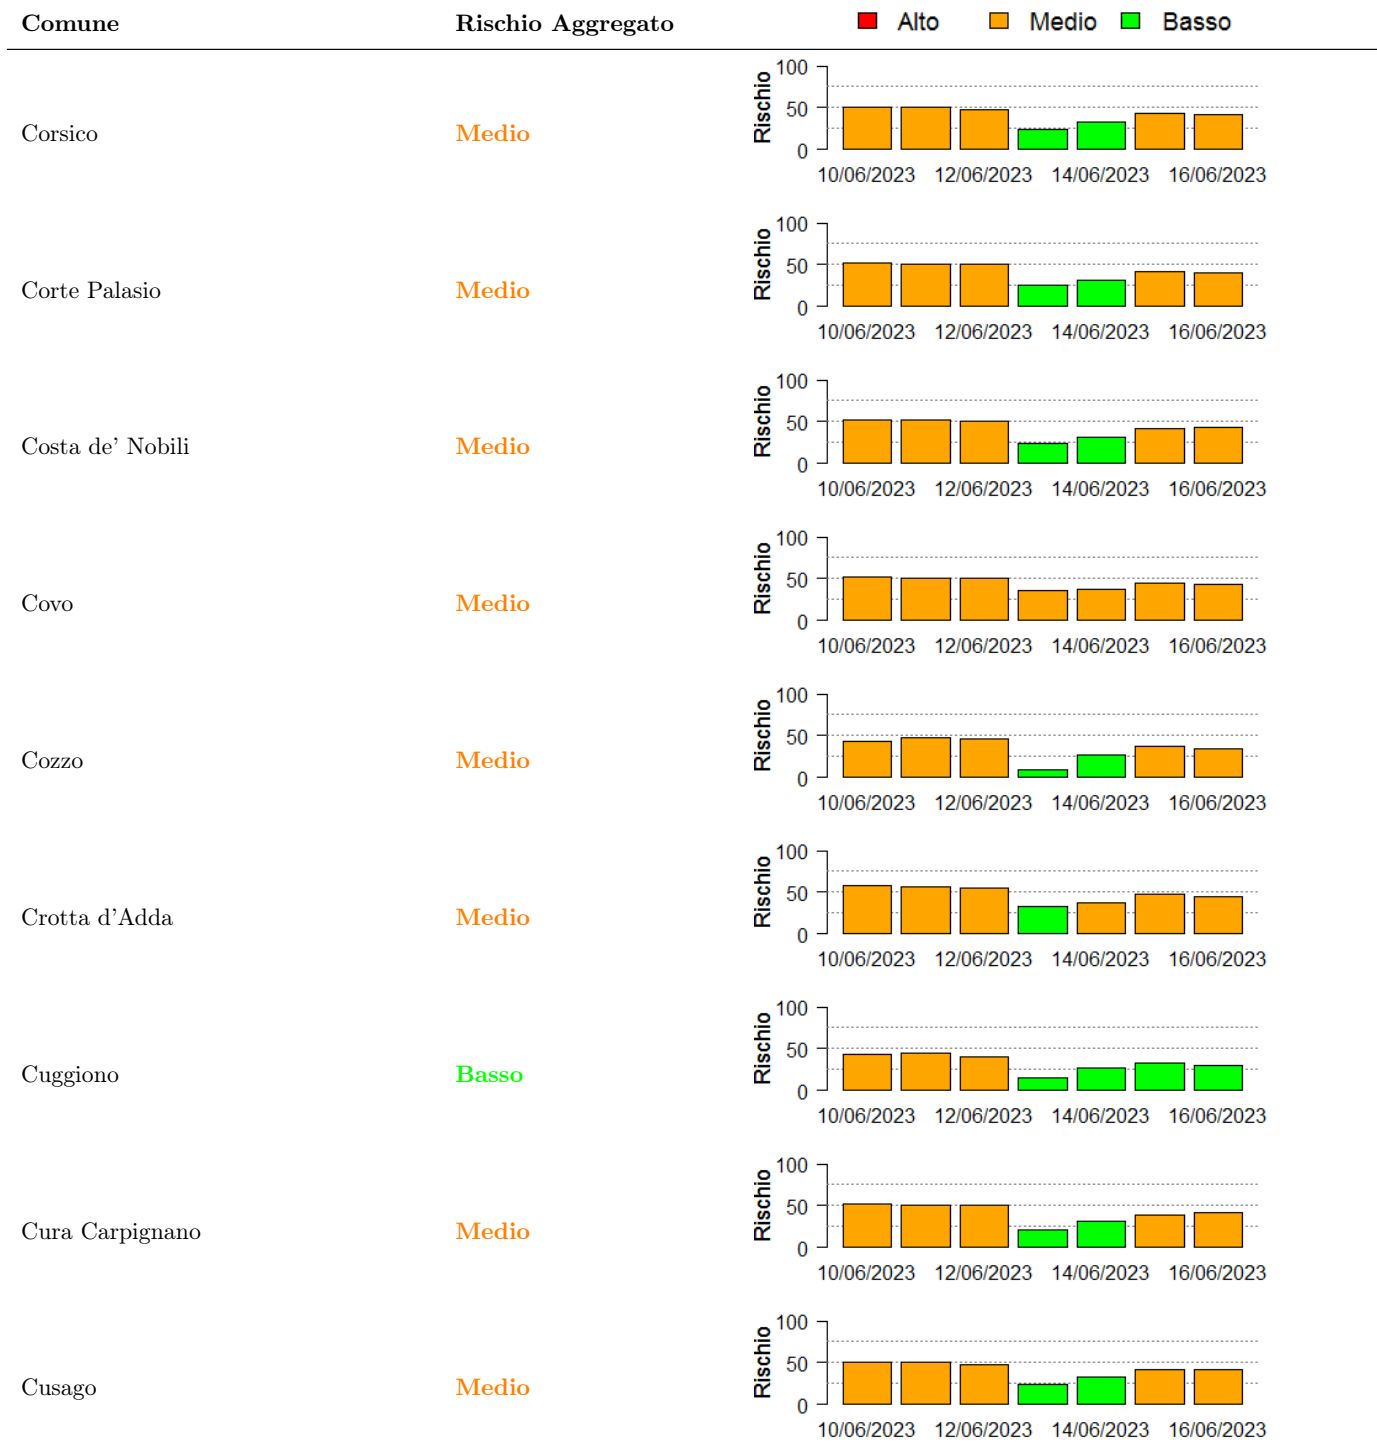 Comune Rischio Aggregato Alto Medio Basso
100
50
0
Rischio
Corsico Medio
10/06/2023 12/06/2023 14/06/2023 16/06/2023
100
50
0
Rischio
Corte Palasio Medio
10/06/2023 12/06/2023 14/06/2023 16/06/2023
100
50
0
Rischio
Costa de' Nobili Medio
10/06/2023 12/06/2023 14/06/2023 16/06/2023
100
50
0
Rischio
Covo Medio
10/06/2023 12/06/2023 14/06/2023 16/06/2023
100
50
0
Rischio
Cozzo Medio
10/06/2023 12/06/2023 14/06/2023 16/06/2023
100
50
0
Rischio
Crotta d'Adda Medio
10/06/2023 12/06/2023 14/06/2023 16/06/2023
100
50
0
Rischio
Cuggiono Basso
10/06/2023 12/06/2023 14/06/2023 16/06/2023
100
50
0
Rischio
Cura Carpignano Medio
10/06/2023 12/06/2023 14/06/2023 16/06/2023
100
50
0
Rischio
Cusago Medio
10/06/2023 12/06/2023 14/06/2023 16/06/2023